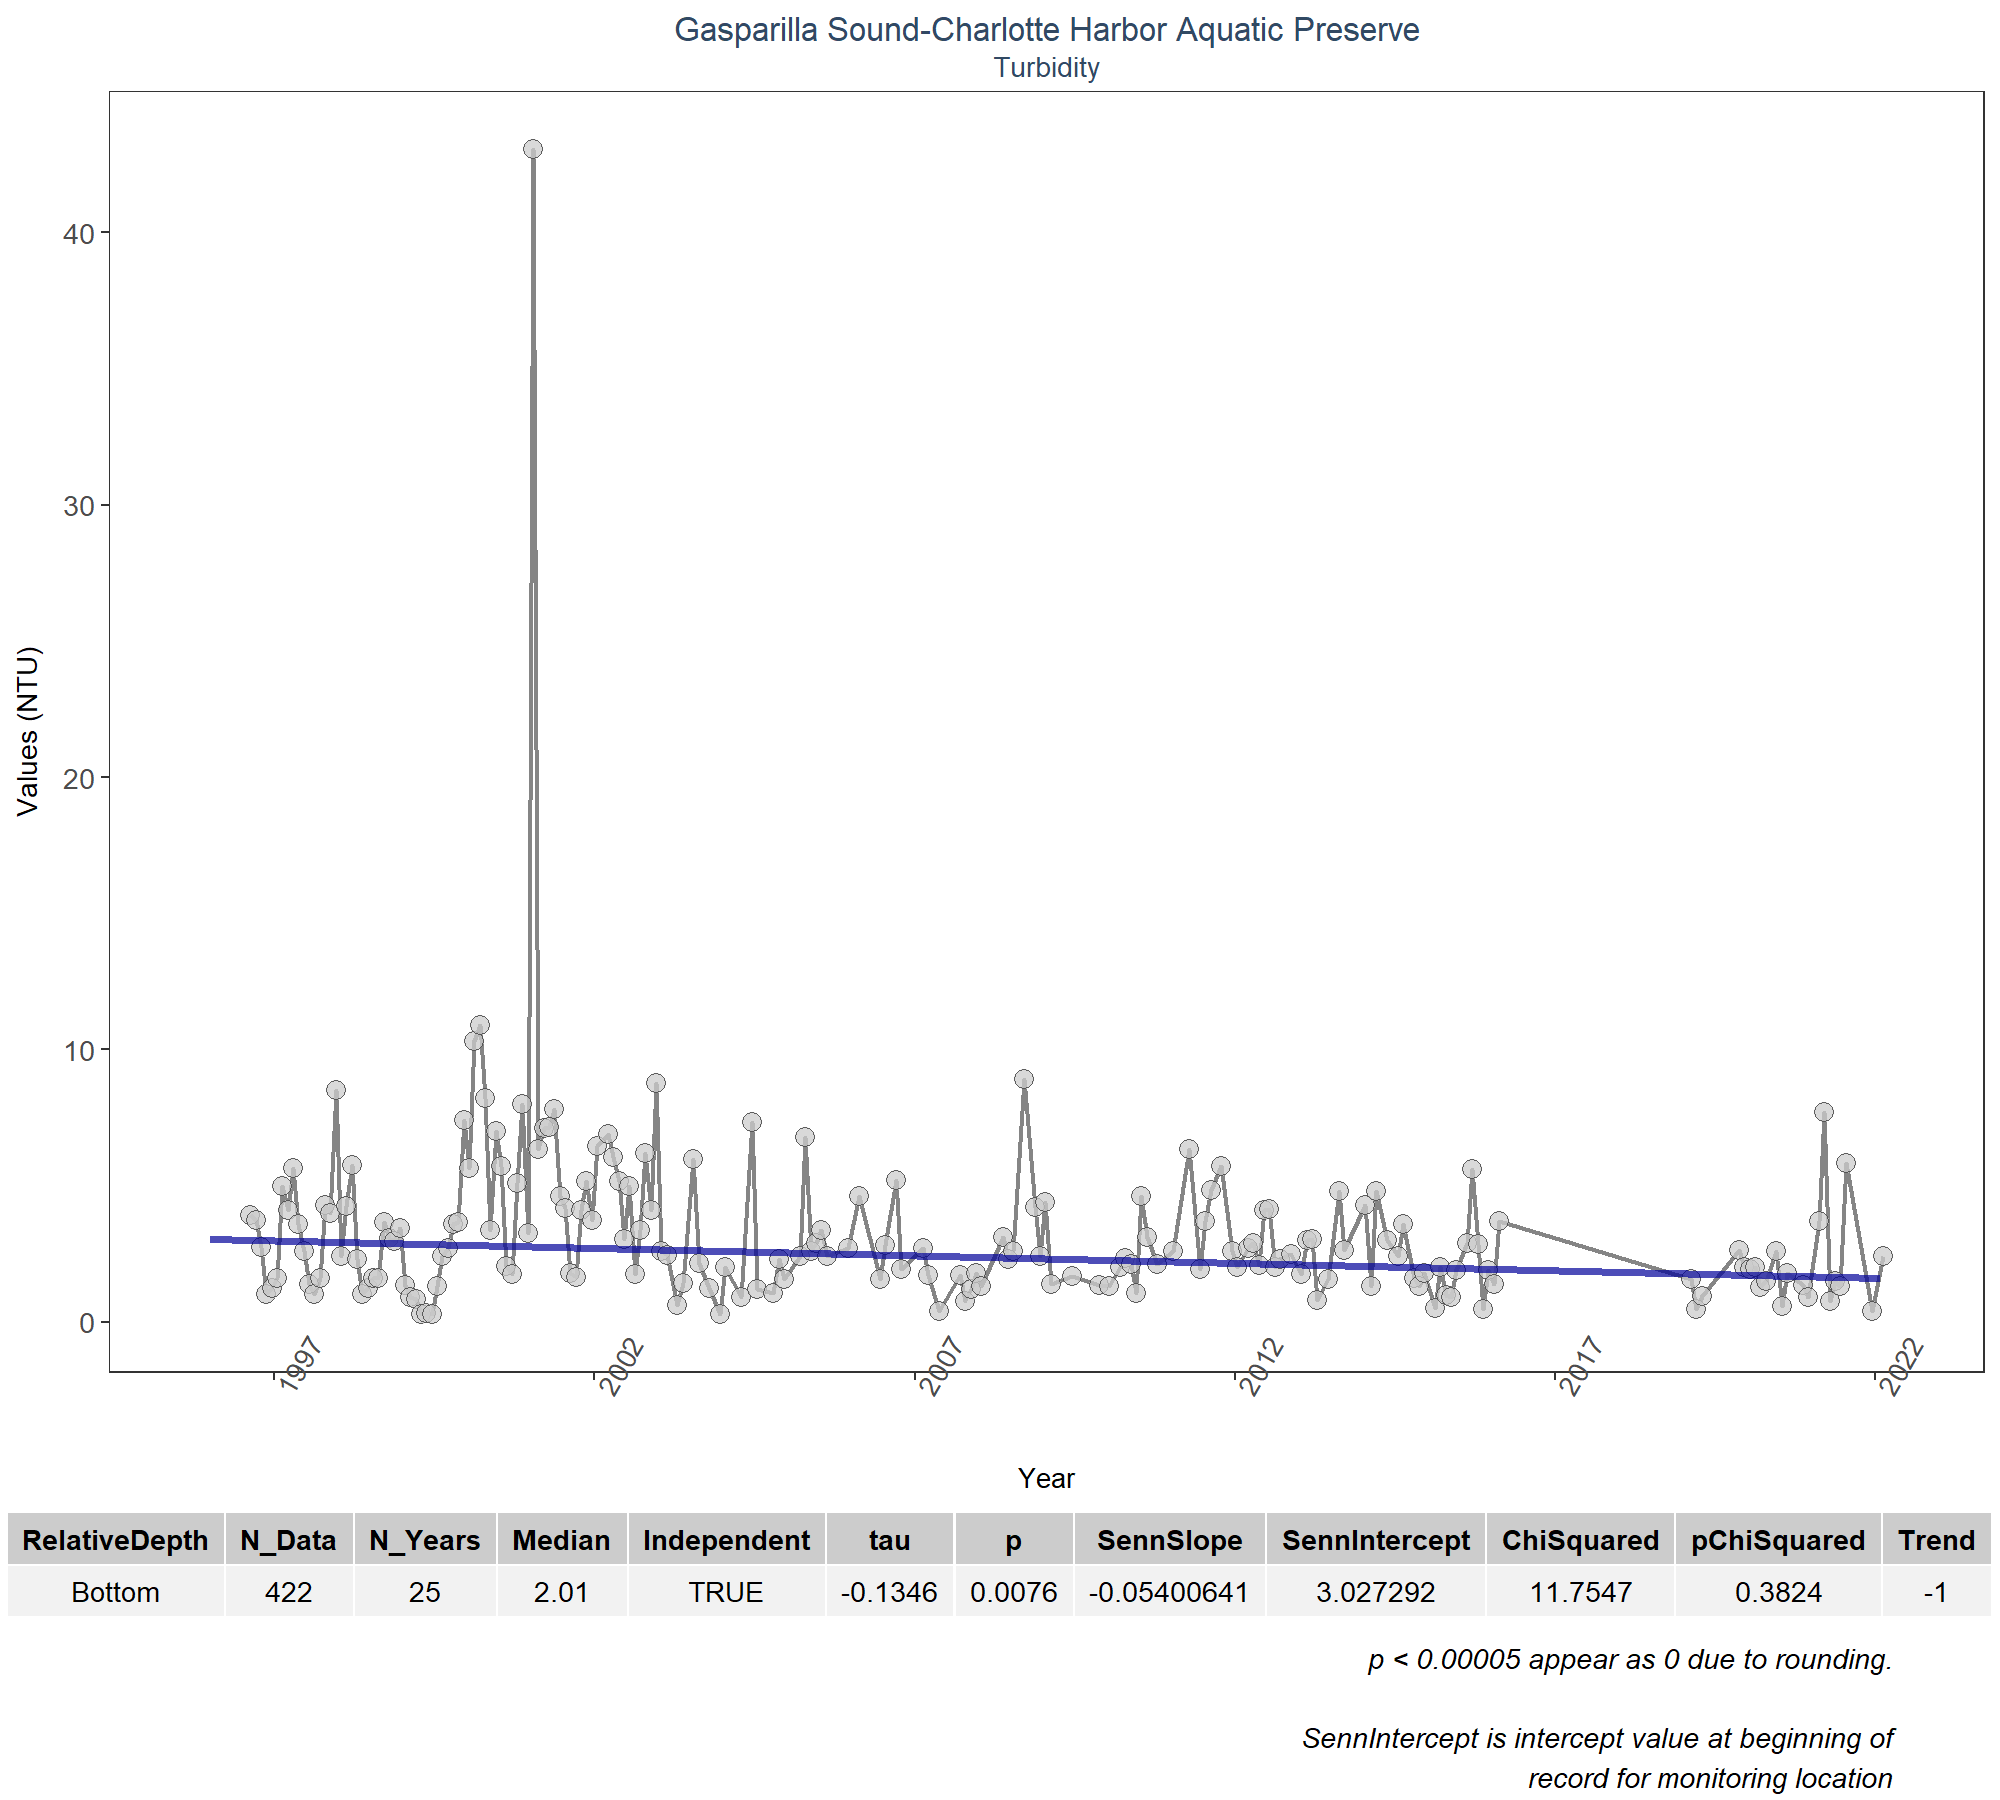 Gasparilla Sound-Charlotte Harbor Aquatic Preserve
Turbidity
Values (NTU)
40
30
20
10
0
1997
2002
2007
2012
2017
2022
Year
RelativeDepth N_Data N_Years Median Independent tau p SennSlope SennIntercept ChiSquared pChiSquared Trend
Bottom 422 25 2.01 TRUE -0.1346 0.0076 -0.05400641 3.027292 11.7547 0.3824 -1
p < 0.00005 appear as 0 due to rounding.
SennIntercept is intercept value at beginning of
record for monitoring location